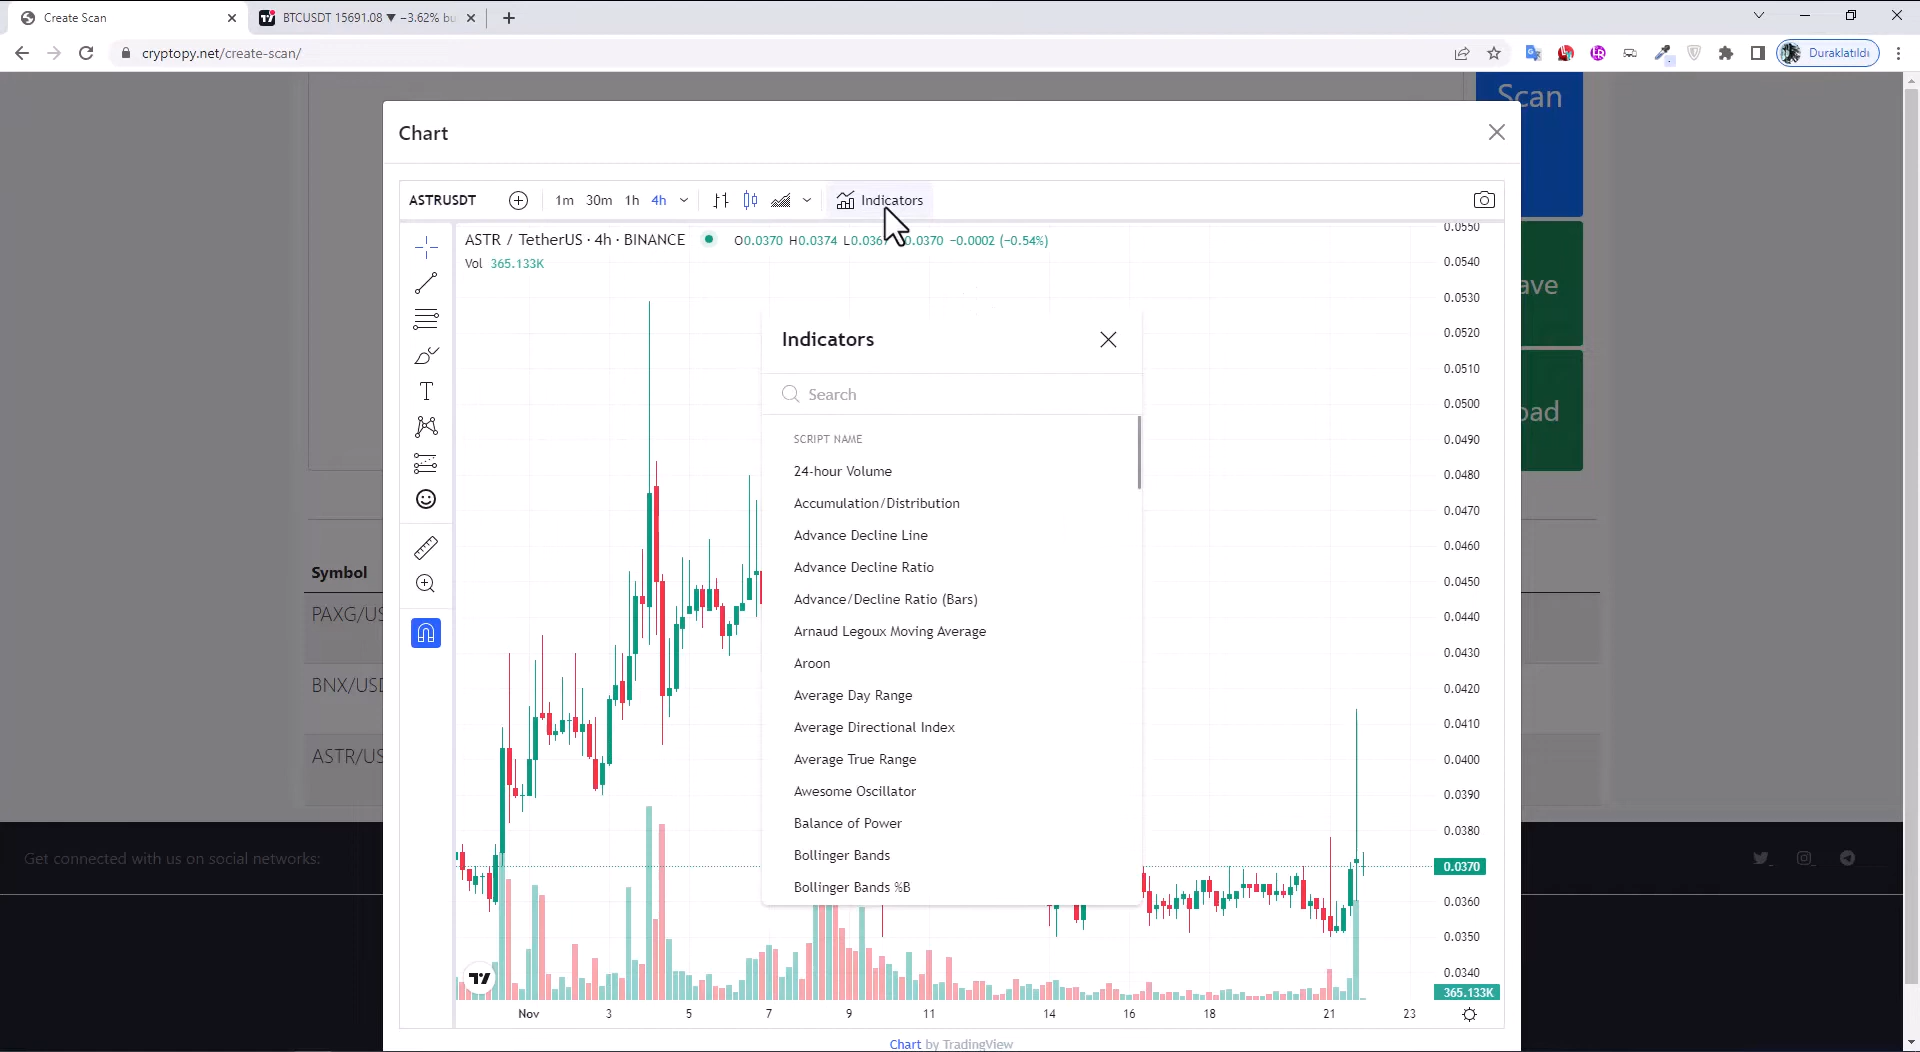 Create Scan
BTCUSDT 15691.08 ▼ −3.62%
cryptopy.net/create-scan/
Duraklatıldı
Scan
Chart
ASTRUSDT
1m 30m 1h 4h
Indicators
ASTR / TetherUS · 4h · BINANCE
O0.0370 H0.0374 0.0370 −0.0002 (−0.54%)
Vol 365.133K
Indicators
Search
SCRIPT NAME
24-hour Volume
Accumulation/Distribution
Advance Decline Line
Advance Decline Ratio
Advance/Decline Ratio (Bars)
Arnaud Legoux Moving Average
Aroon
Average Day Range
Average Directional Index
Average True Range
Awesome Oscillator
Balance of Power
Bollinger Bands
Bollinger Bands %B
0.0550
0.0540
0.0530
0.0520
0.0510
0.0500
0.0490
0.0480
0.0470
0.0460
0.0450
0.0440
0.0430
0.0420
0.0410
0.0400
0.0390
0.0380
0.0370
0.0360
0.0350
0.0340
365.133K
Nov 3 5 7 9 11 14 16 18 21 23
Chart by TradingView
Symbol
PAXG/US
BNX/USD
ASTR/US
ave
oad
Get connected with us on social networks: